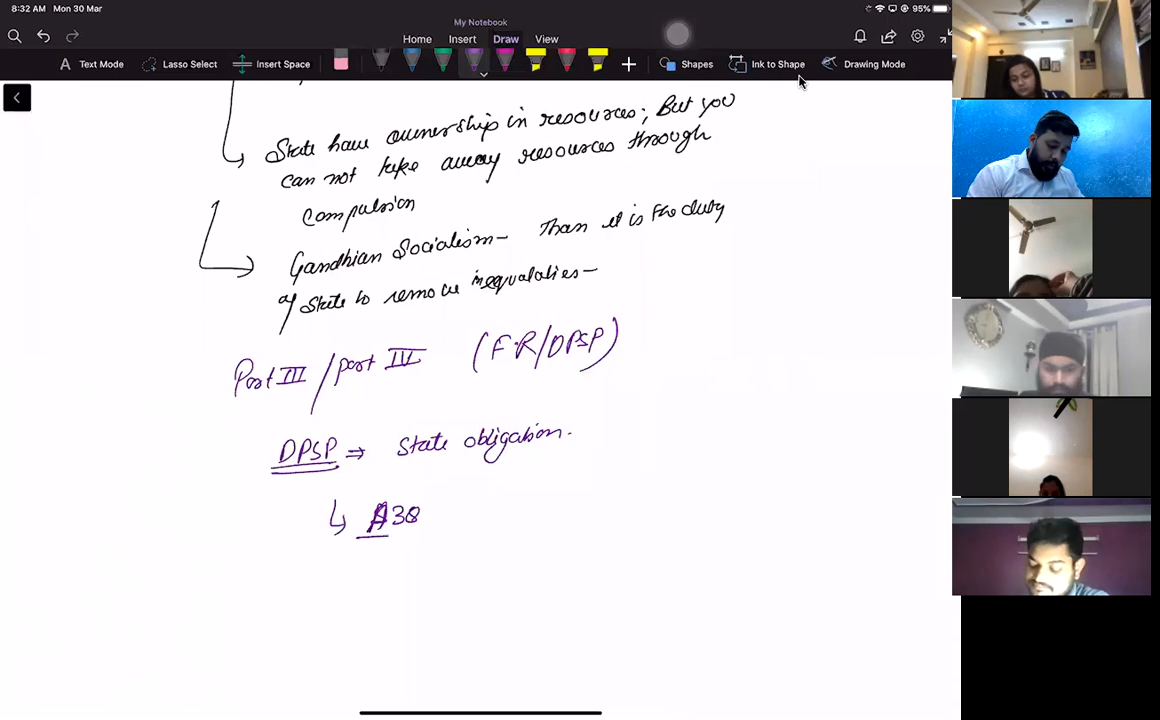 8:32 AM Mon 30 Mar
95%
My Notebook
Home Insert Draw View
Text Mode Lasso Select Insert Space Shapes Ink to Shape Drawing Mode
State have ownership in resources; But you
can not take away resources through
Compulsion
Gandhian Socialism- Than it is the duty
of State to remove inequalaties-
Part III / part IV (F.R/DPSP)
DPSP ⇒ State obligation.
↳ A38